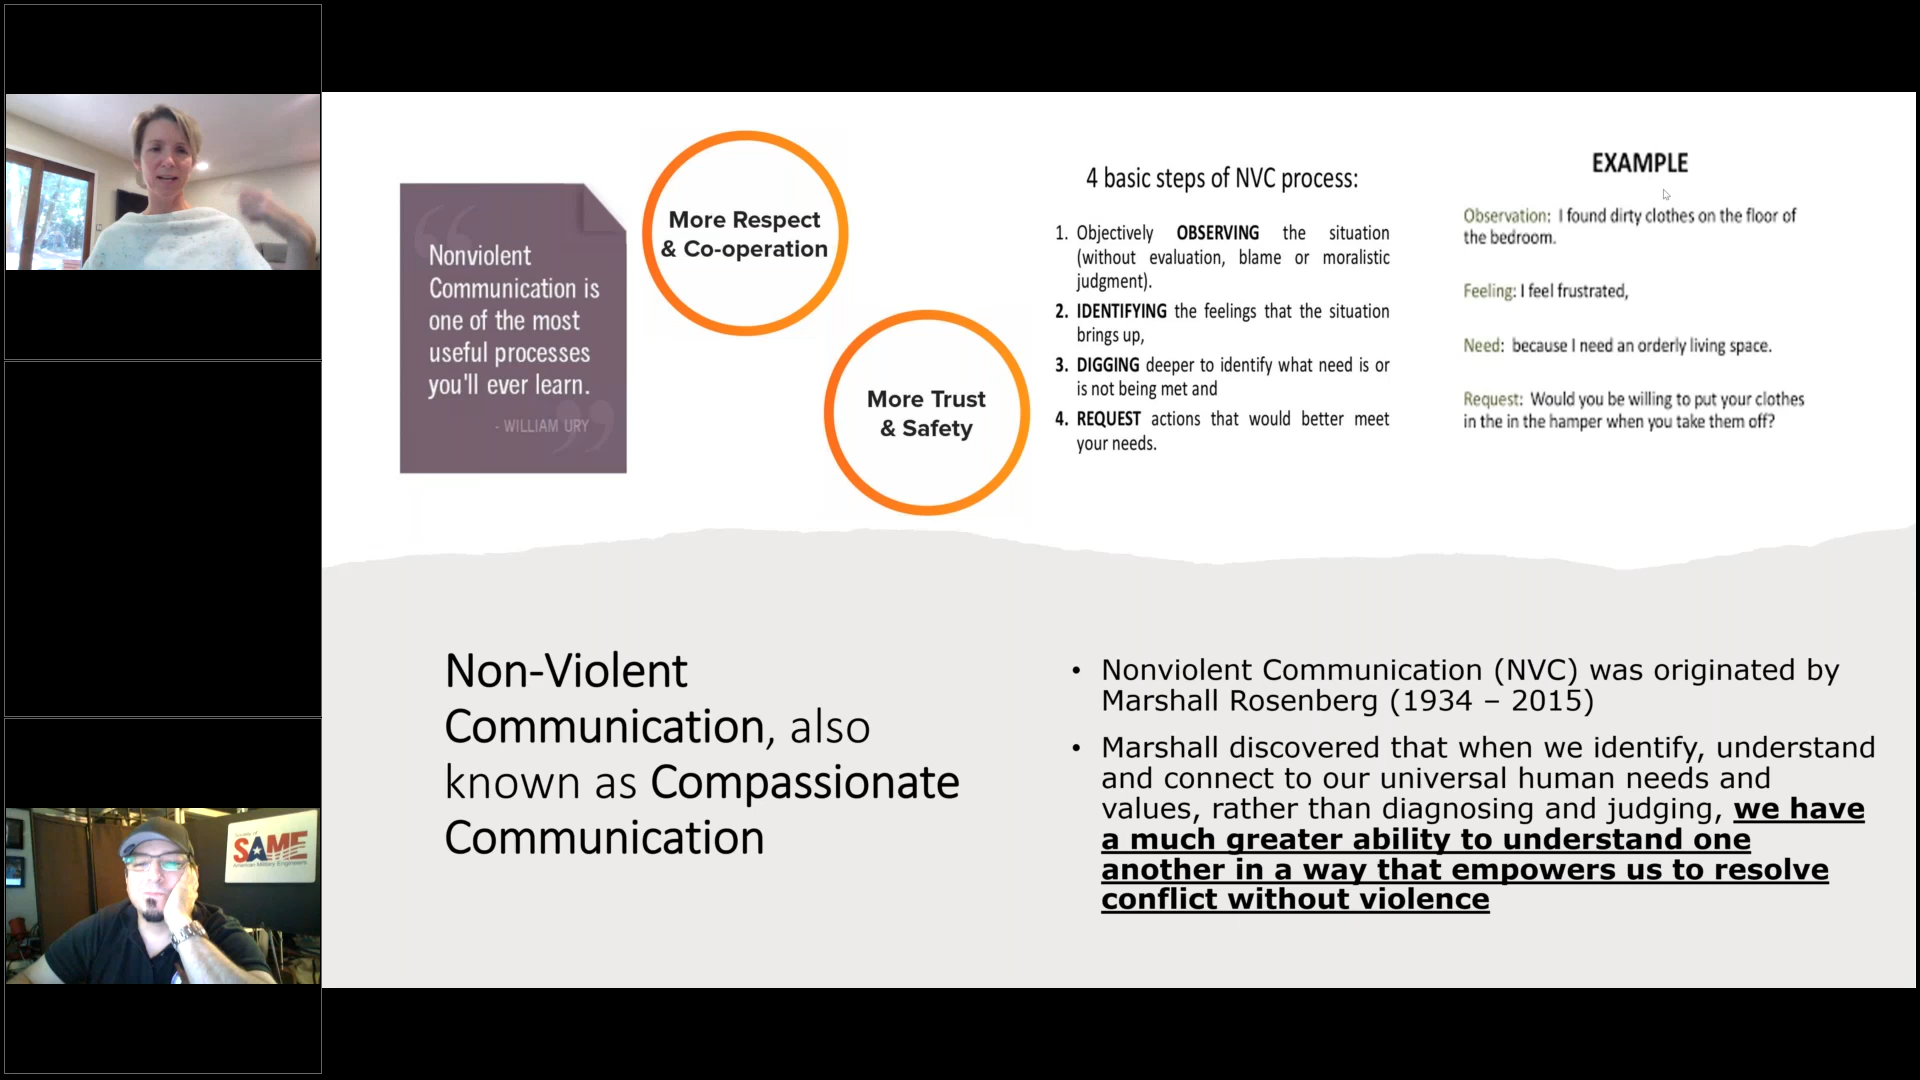 Nonviolent
Communication is
one of the most
useful processes
you'll ever learn.
- WILLIAM URY
More Respect
& Co-operation
More Trust
& Safety
4 basic steps of NVC process:
1. Objectively OBSERVING the situation
(without evaluation, blame or moralistic
judgment).
2. IDENTIFYING the feelings that the situation
brings up,
3. DIGGING deeper to identify what need is or
is not being met and
4. REQUEST actions that would better meet
your needs.
EXAMPLE
Observation: I found dirty clothes on the floor of
the bedroom.
Feeling: I feel frustrated,
Need: because I need an orderly living space.
Request: Would you be willing to put your clothes
in the in the hamper when you take them off?
Non-Violent
Communication, also
known as Compassionate
Communication
• Nonviolent Communication (NVC) was originated by
Marshall Rosenberg (1934 – 2015)
• Marshall discovered that when we identify, understand
and connect to our universal human needs and
values, rather than diagnosing and judging, we have
a much greater ability to understand one
another in a way that empowers us to resolve
conflict without violence
Society of
SAME
American Military Engineers